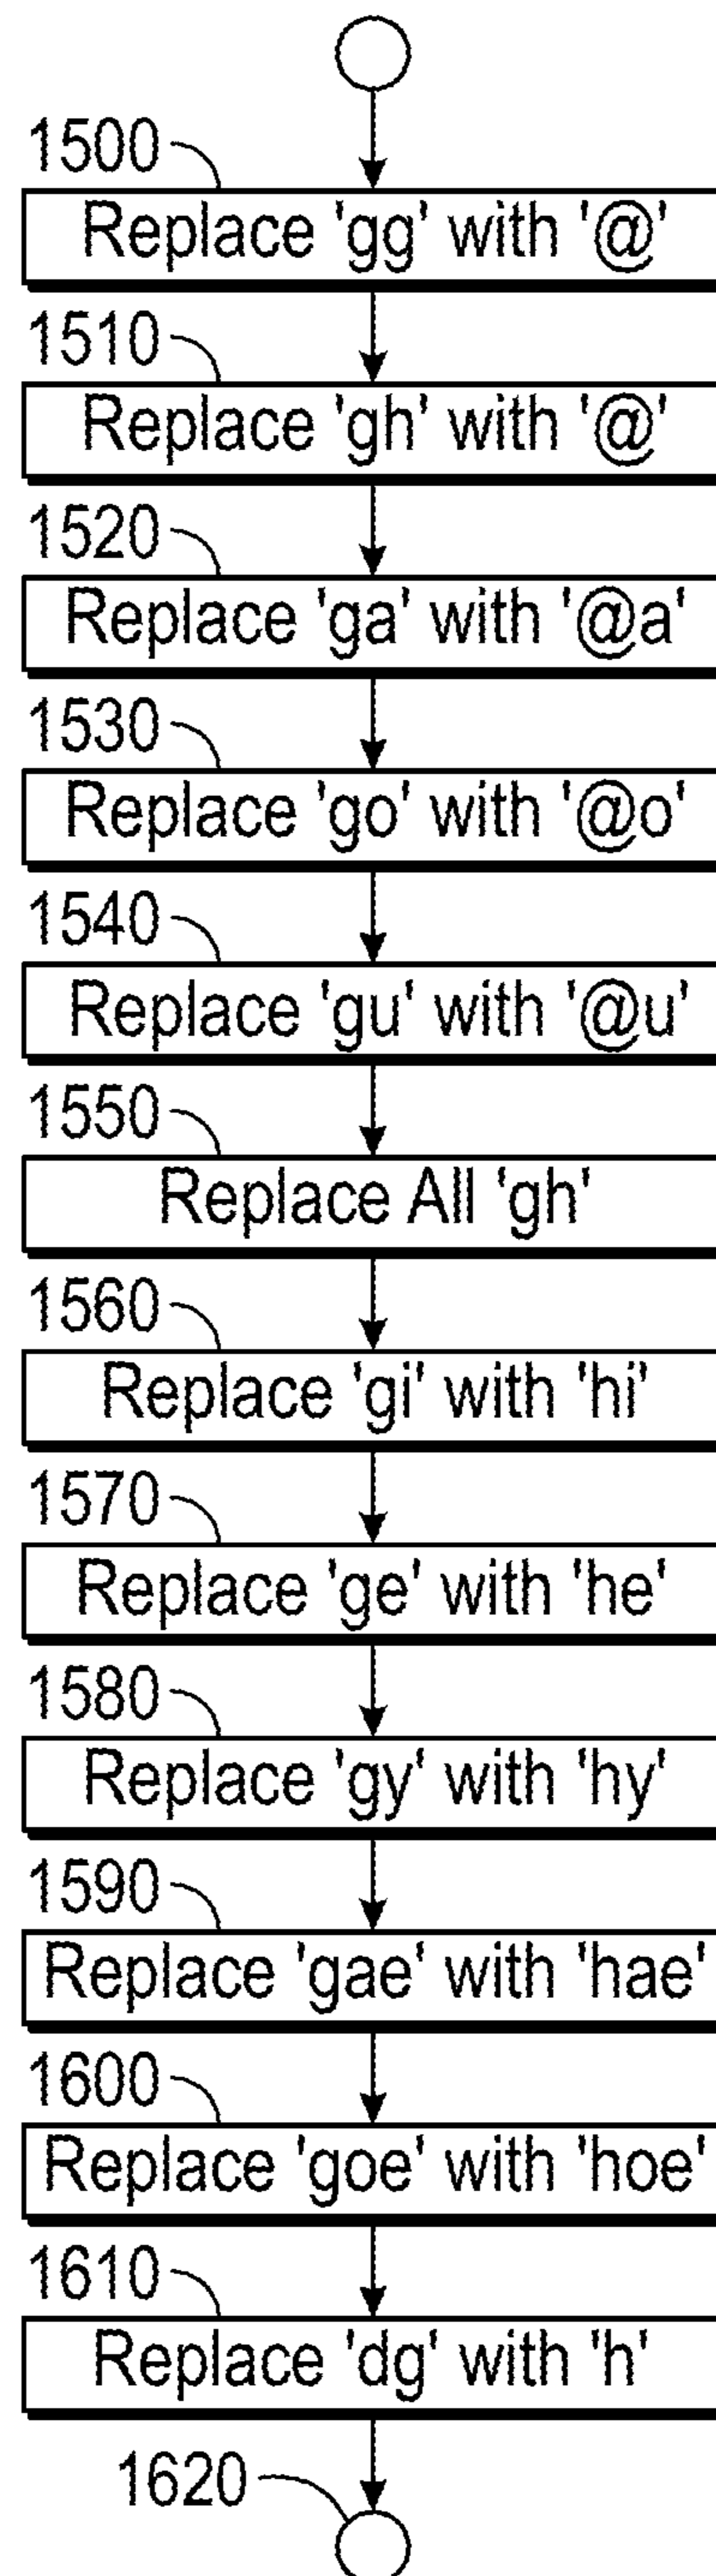 1500
Replace 'gg' with '@'
1510
Replace 'gh' with '@'
1520
Replace 'ga' with '@a'
1530
Replace 'go' with '@o'
1540
Replace 'gu' with '@u'
1550
Replace All 'gh'
1560
Replace 'gi' with 'hi'
1570
Replace 'ge' with 'he'
1580
Replace 'gy' with 'hy'
1590
Replace 'gae' with 'hae'
1600
Replace 'goe' with 'hoe'
1610
Replace 'dg' with 'h'
1620